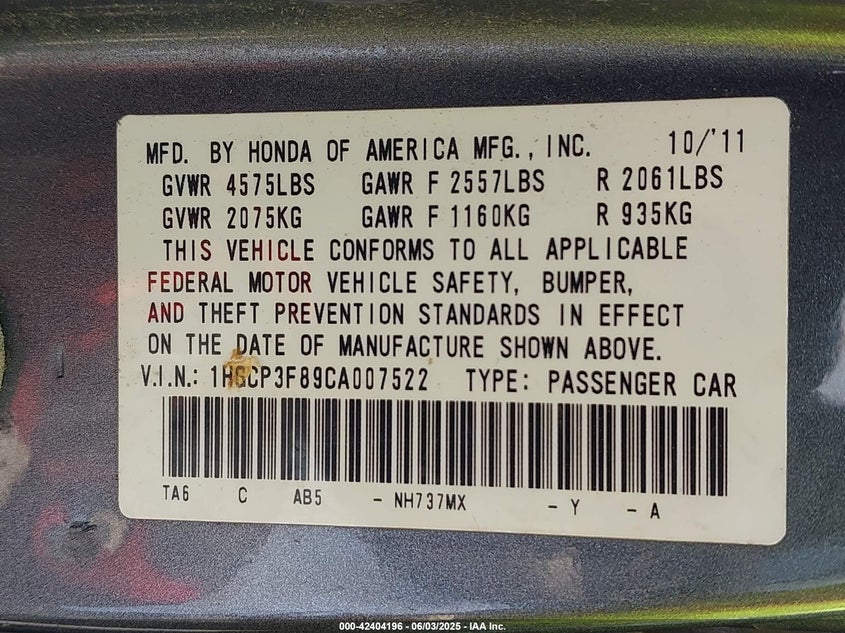 MFD. BY HONDA OF AMERICA MFG., INC. 10/'11
GVWR 4575LBS GAWR F 2557LBS R 2061LBS
GVWR 2075KG GAWR F 1160KG R 935KG
THIS VEHICLE CONFORMS TO ALL APPLICABLE
FEDERAL MOTOR VEHICLE SAFETY, BUMPER,
AND THEFT PREVENTION STANDARDS IN EFFECT
ON THE DATE OF MANUFACTURE SHOWN ABOVE.
V.I.N.: 1HGCP3F89CA007522 TYPE: PASSENGER CAR
TA6 C AB5 - NH737MX - Y - A
000-42404196 - 06/03/2025 - IAA Inc.